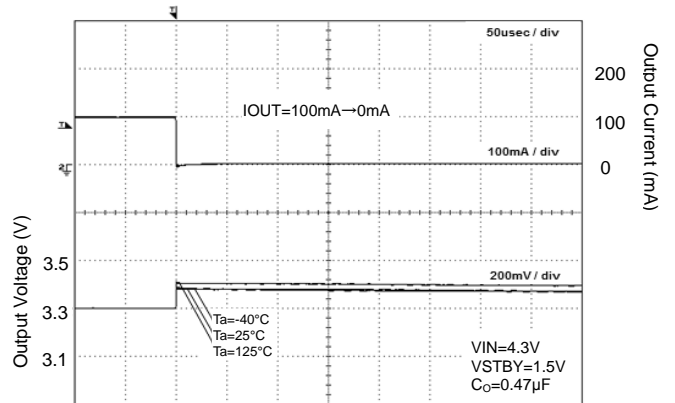 50usec / div
200
IOUT=100mA→0mA
100
100mA / div
0
Output Current (mA)
Output Voltage (V)
3.5
200mV / div
3.3
Ta=-40°C
Ta=25°C
Ta=125°C
3.1
VIN=4.3V
VSTBY=1.5V
CO=0.47µF